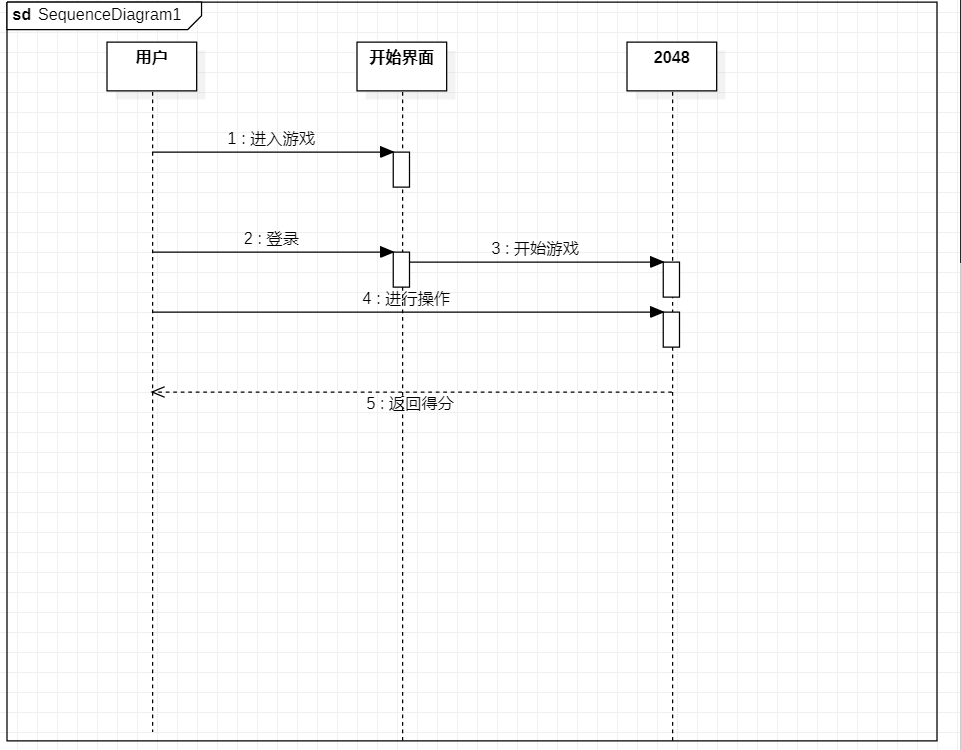 sd SequenceDiagram1
用户
开始界面
2048
1 : 进入游戏
2 : 登录
3 : 开始游戏
4 : 进行操作
5 : 返回得分